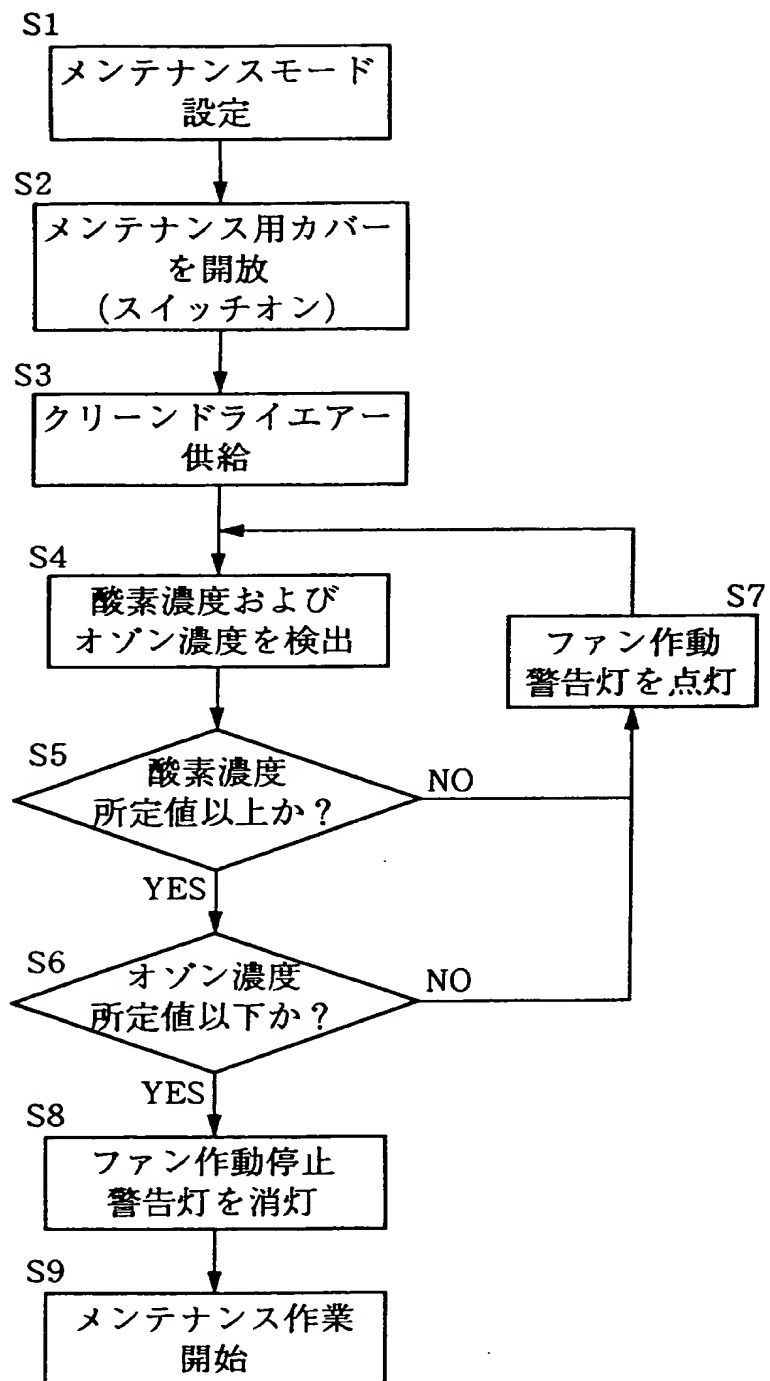 S1
メンテナンスモード
設定
S2
メンテナンス用カバー
を開放
(スイッチオン)
S3
クリーンドライエアー
供給
S4
酸素濃度および
オゾン濃度を検出
S7
ファン作動
警告灯を点灯
S5
酸素濃度
所定値以上か？
NO
YES
S6
オゾン濃度
所定値以下か？
NO
YES
S8
ファン作動停止
警告灯を消灯
S9
メンテナンス作業
開始